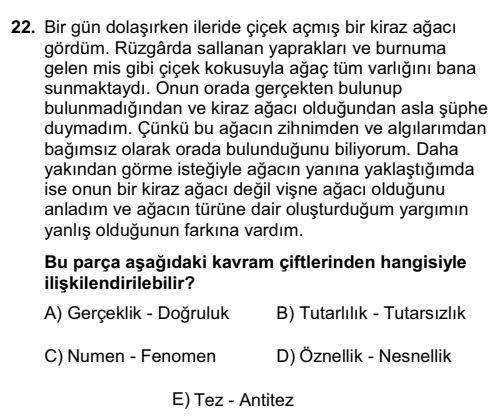 22. Bir gün dolaşırken ileride çiçek açmış bir kiraz ağacı
gördüm. Rüzgârda sallanan yaprakları ve burnuma
gelen mis gibi çiçek kokusuyla ağaç tüm varlığını bana
sunmaktaydı. Onun orada gerçekten bulunup
bulunmadığından ve kiraz ağacı olduğundan asla şüphe
duymadım. Çünkü bu ağacın zihnimden ve algılarımdan
bağımsız olarak orada bulunduğunu biliyorum. Daha
yakından görme isteğiyle ağacın yanına yaklaştığımda
ise onun bir kiraz ağacı değil vişne ağacı olduğunu
anladım ve ağacın türüne dair oluşturduğum yargımın
yanlış olduğunun farkına vardım.
Bu parça aşağıdaki kavram çiftlerinden hangisiyle
ilişkilendirilebilir?
A) Gerçeklik - Doğruluk B) Tutarlılık - Tutarsızlık
C) Numen - Fenomen D) Öznellik - Nesnellik
E) Tez - Antitez